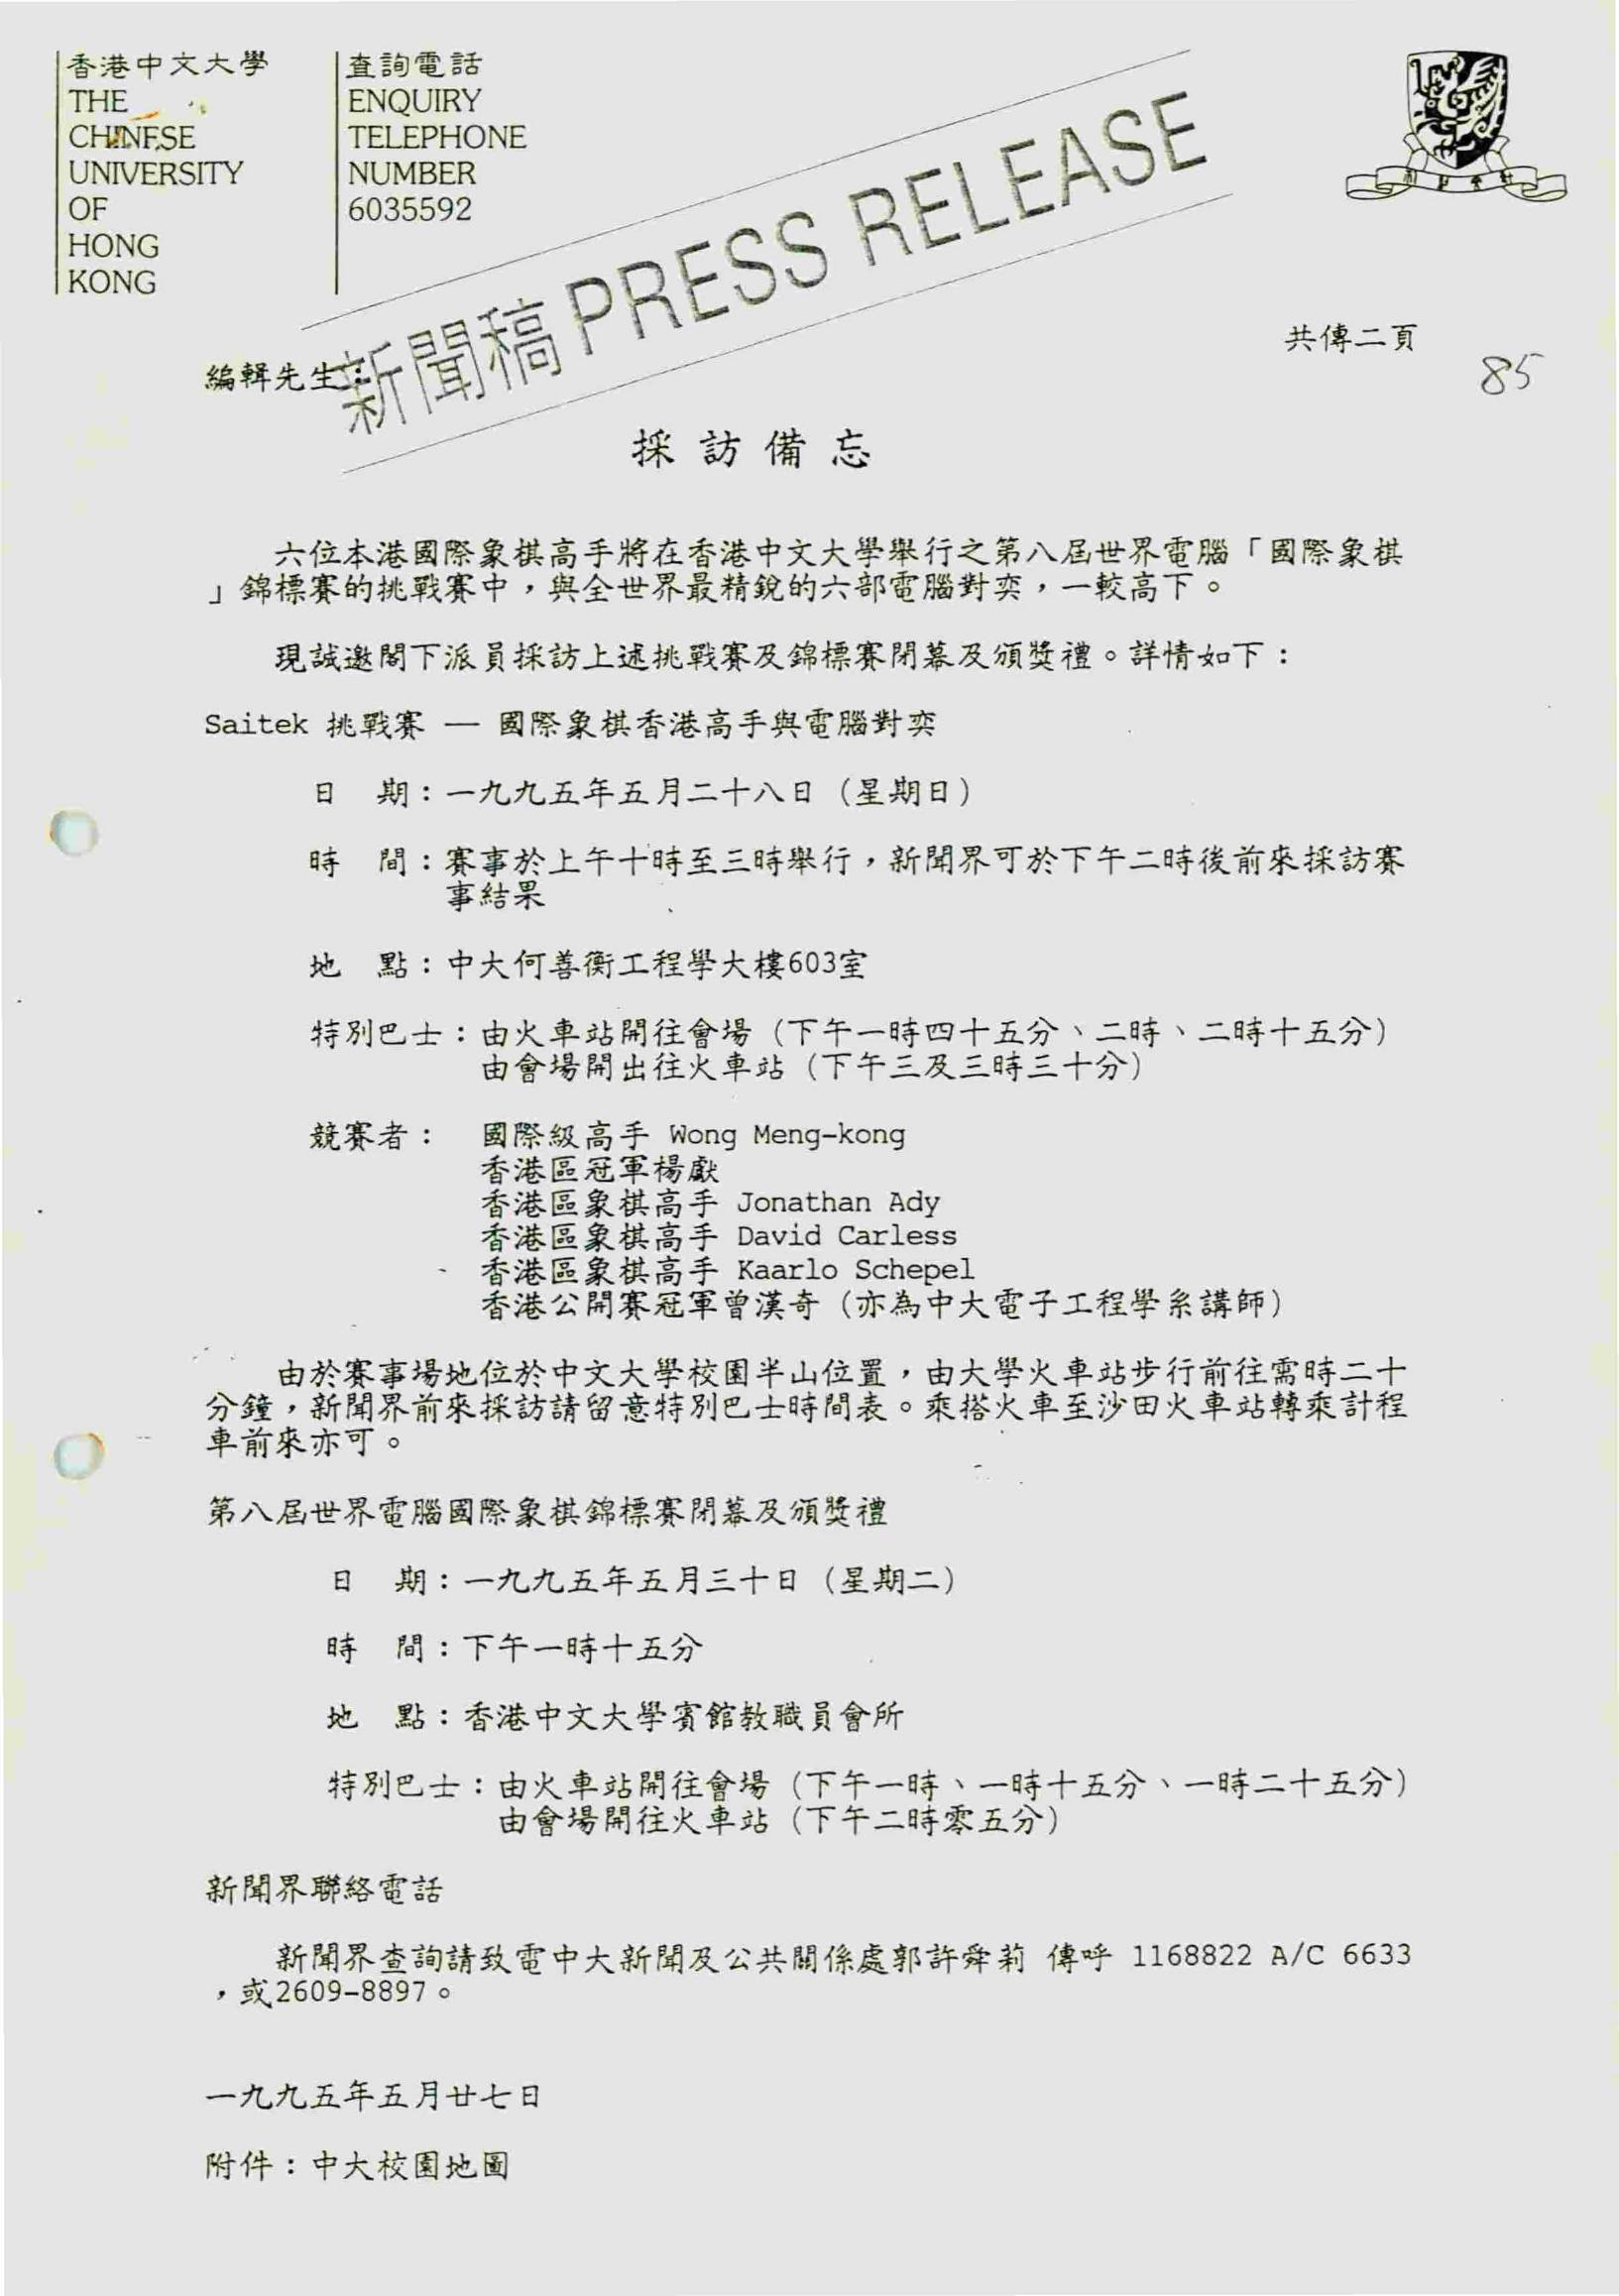 香港中文大學
THE
CHINESE
UNIVERSITY
OF
HONG
KONG
查詢電話
ENQUIRY
TELEPHONE
NUMBER
6035592
新聞稿 PRESS RELEASE
共傳二頁
85
編輯先生：
採訪備忘
六位本港國際象棋高手將在香港中文大學舉行之第八屆世界電腦「國際象棋
」錦標賽的挑戰賽中，與全世界最精銳的六部電腦對奕，一較高下。
現誠邀閣下派員採訪上述挑戰賽及錦標賽閉幕及頒獎禮。詳情如下：
Saitek 挑戰賽 — 國際象棋香港高手與電腦對奕
日　期：一九九五年五月二十八日（星期日）
時　間：賽事於上午十時至三時舉行，新聞界可於下午二時後前來採訪賽
事結果
地　點：中大何善衡工程學大樓603室
特別巴士：由火車站開往會場（下午一時四十五分、二時、二時十五分）
由會場開出往火車站（下午三及三時三十分）
競賽者：　國際級高手 Wong Meng-kong
香港區冠軍楊獻
香港區象棋高手 Jonathan Ady
香港區象棋高手 David Carless
香港區象棋高手 Kaarlo Schepel
香港公開賽冠軍曾漢奇（亦為中大電子工程學系講師）
由於賽事場地位於中文大學校園半山位置，由大學火車站步行前往需時二十
分鐘，新聞界前來採訪請留意特別巴士時間表。乘搭火車至沙田火車站轉乘計程
車前來亦可。
第八屆世界電腦國際象棋錦標賽閉幕及頒獎禮
日　期：一九九五年五月三十日（星期二）
時　間：下午一時十五分
地　點：香港中文大學賓館教職員會所
特別巴士：由火車站開往會場（下午一時、一時十五分、一時二十五分）
由會場開往火車站（下午二時零五分）
新聞界聯絡電話
新聞界查詢請致電中大新聞及公共關係處郭許舜莉 傳呼 1168822 A/C 6633
，或2609-8897。
一九九五年五月廿七日
附件：中大校園地圖